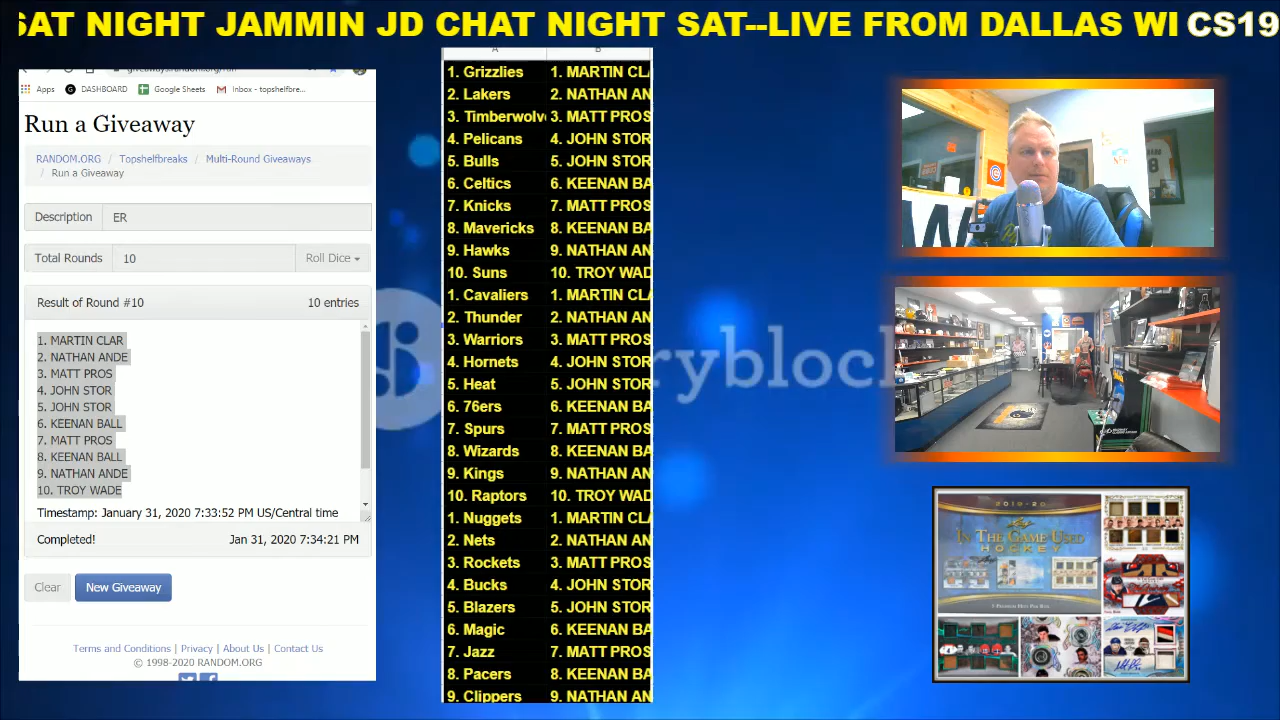 SAT NIGHT JAMMIN JD CHAT NIGHT SAT--LIVE FROM DALLAS WI CS19
Apps DASHBOARD Google Sheets Inbox - topshelfbre...
Run a Giveaway
RANDOM.ORG / Topshelfbreaks / Multi-Round Giveaways
/ Run a Giveaway
Description ER
Total Rounds 10 Roll Dice
Result of Round #10 10 entries
1. MARTIN CLAR
2. NATHAN ANDE
3. MATT PROS
4. JOHN STOR
5. JOHN STOR
6. KEENAN BALL
7. MATT PROS
8. KEENAN BALL
9. NATHAN ANDE
10. TROY WADE
Timestamp: January 31, 2020 7:33:52 PM US/Central time
Completed! Jan 31, 2020 7:34:21 PM
Clear New Giveaway
Terms and Conditions | Privacy | About Us | Contact Us
© 1998-2020 RANDOM.ORG
A B
1. Grizzlies 1. MARTIN CLA
2. Lakers 2. NATHAN AN
3. Timberwolv 3. MATT PROS
4. Pelicans 4. JOHN STOR
5. Bulls 5. JOHN STOR
6. Celtics 6. KEENAN BA
7. Knicks 7. MATT PROS
8. Mavericks 8. KEENAN BA
9. Hawks 9. NATHAN AN
10. Suns 10. TROY WAD
1. Cavaliers 1. MARTIN CLA
2. Thunder 2. NATHAN AN
3. Warriors 3. MATT PROS
4. Hornets 4. JOHN STOR
5. Heat 5. JOHN STOR
6. 76ers 6. KEENAN BA
7. Spurs 7. MATT PROS
8. Wizards 8. KEENAN BA
9. Kings 9. NATHAN AN
10. Raptors 10. TROY WAD
1. Nuggets 1. MARTIN CLA
2. Nets 2. NATHAN AN
3. Rockets 3. MATT PROS
4. Bucks 4. JOHN STOR
5. Blazers 5. JOHN STOR
6. Magic 6. KEENAN BA
7. Jazz 7. MATT PROS
8. Pacers 8. KEENAN BA
9. Clippers 9. NATHAN AN
ryblock
2019-20
Leaf
IN THE GAME USED
HOCKEY